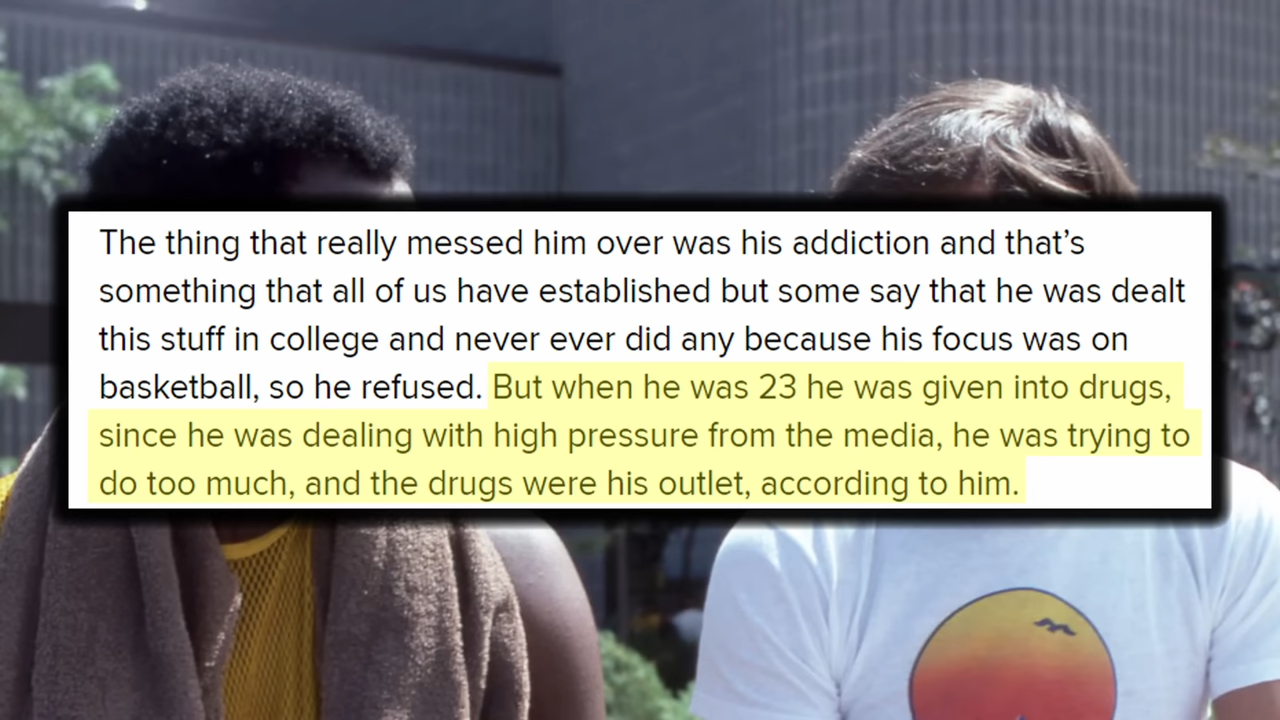 The thing that really messed him over was his addiction and that's
something that all of us have established but some say that he was dealt
this stuff in college and never ever did any because his focus was on
basketball, so he refused. But when he was 23 he was given into drugs,
since he was dealing with high pressure from the media, he was trying to
do too much, and the drugs were his outlet, according to him.